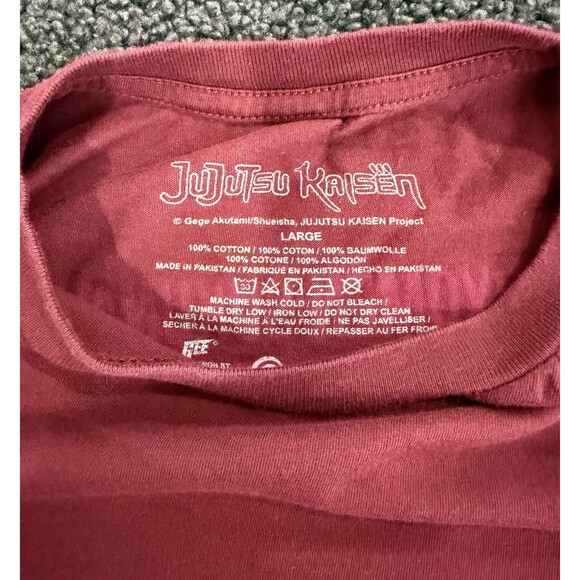 JUJUTSU KAISEN
© Gege Akutami/Shueisha, JUJUTSU KAISEN Project
LARGE
100% COTTON / 100% COTON / 100% BAUMWOLLE
100% COTONE / 100% ALGODÓN
MADE IN PAKISTAN / FABRIQUÉ EN PAKISTAN / HECHO EN PAKISTAN
30
MACHINE WASH COLD / DO NOT BLEACH /
TUMBLE DRY LOW / IRON LOW / DO NOT DRY CLEAN
LAVER À LA MACHINE À L'EAU FROIDE / NE PAS JAVELLISER /
SÉCHER À LA MACHINE CYCLE DOUX / REPASSER AU FER FROID